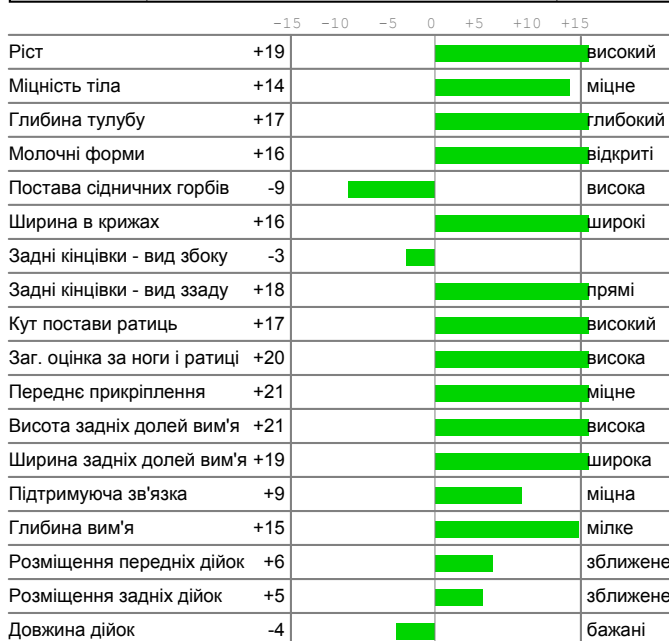 -15 -10 -5 0 +5 +10 +15
Ріст +19 високий
Міцність тіла +14 міцне
Глибина тулубу +17 глибокий
Молочні форми +16 відкриті
Постава сідничних горбів -9 висока
Ширина в крижах +16 широкі
Задні кінцівки - вид збоку -3
Задні кінцівки - вид ззаду +18 прямі
Кут постави ратиць +17 високий
Заг. оцінка за ноги і ратиці +20 висока
Переднє прикріплення +21 міцне
Висота задніх долей вим'я +21 висока
Ширина задніх долей вим'я +19 широка
Підтримуюча зв'язка +9 міцна
Глибина вим'я +15 мілке
Розміщення передніх дійок +6 зближене
Розміщення задніх дійок +5 зближене
Довжина дійок -4 бажані